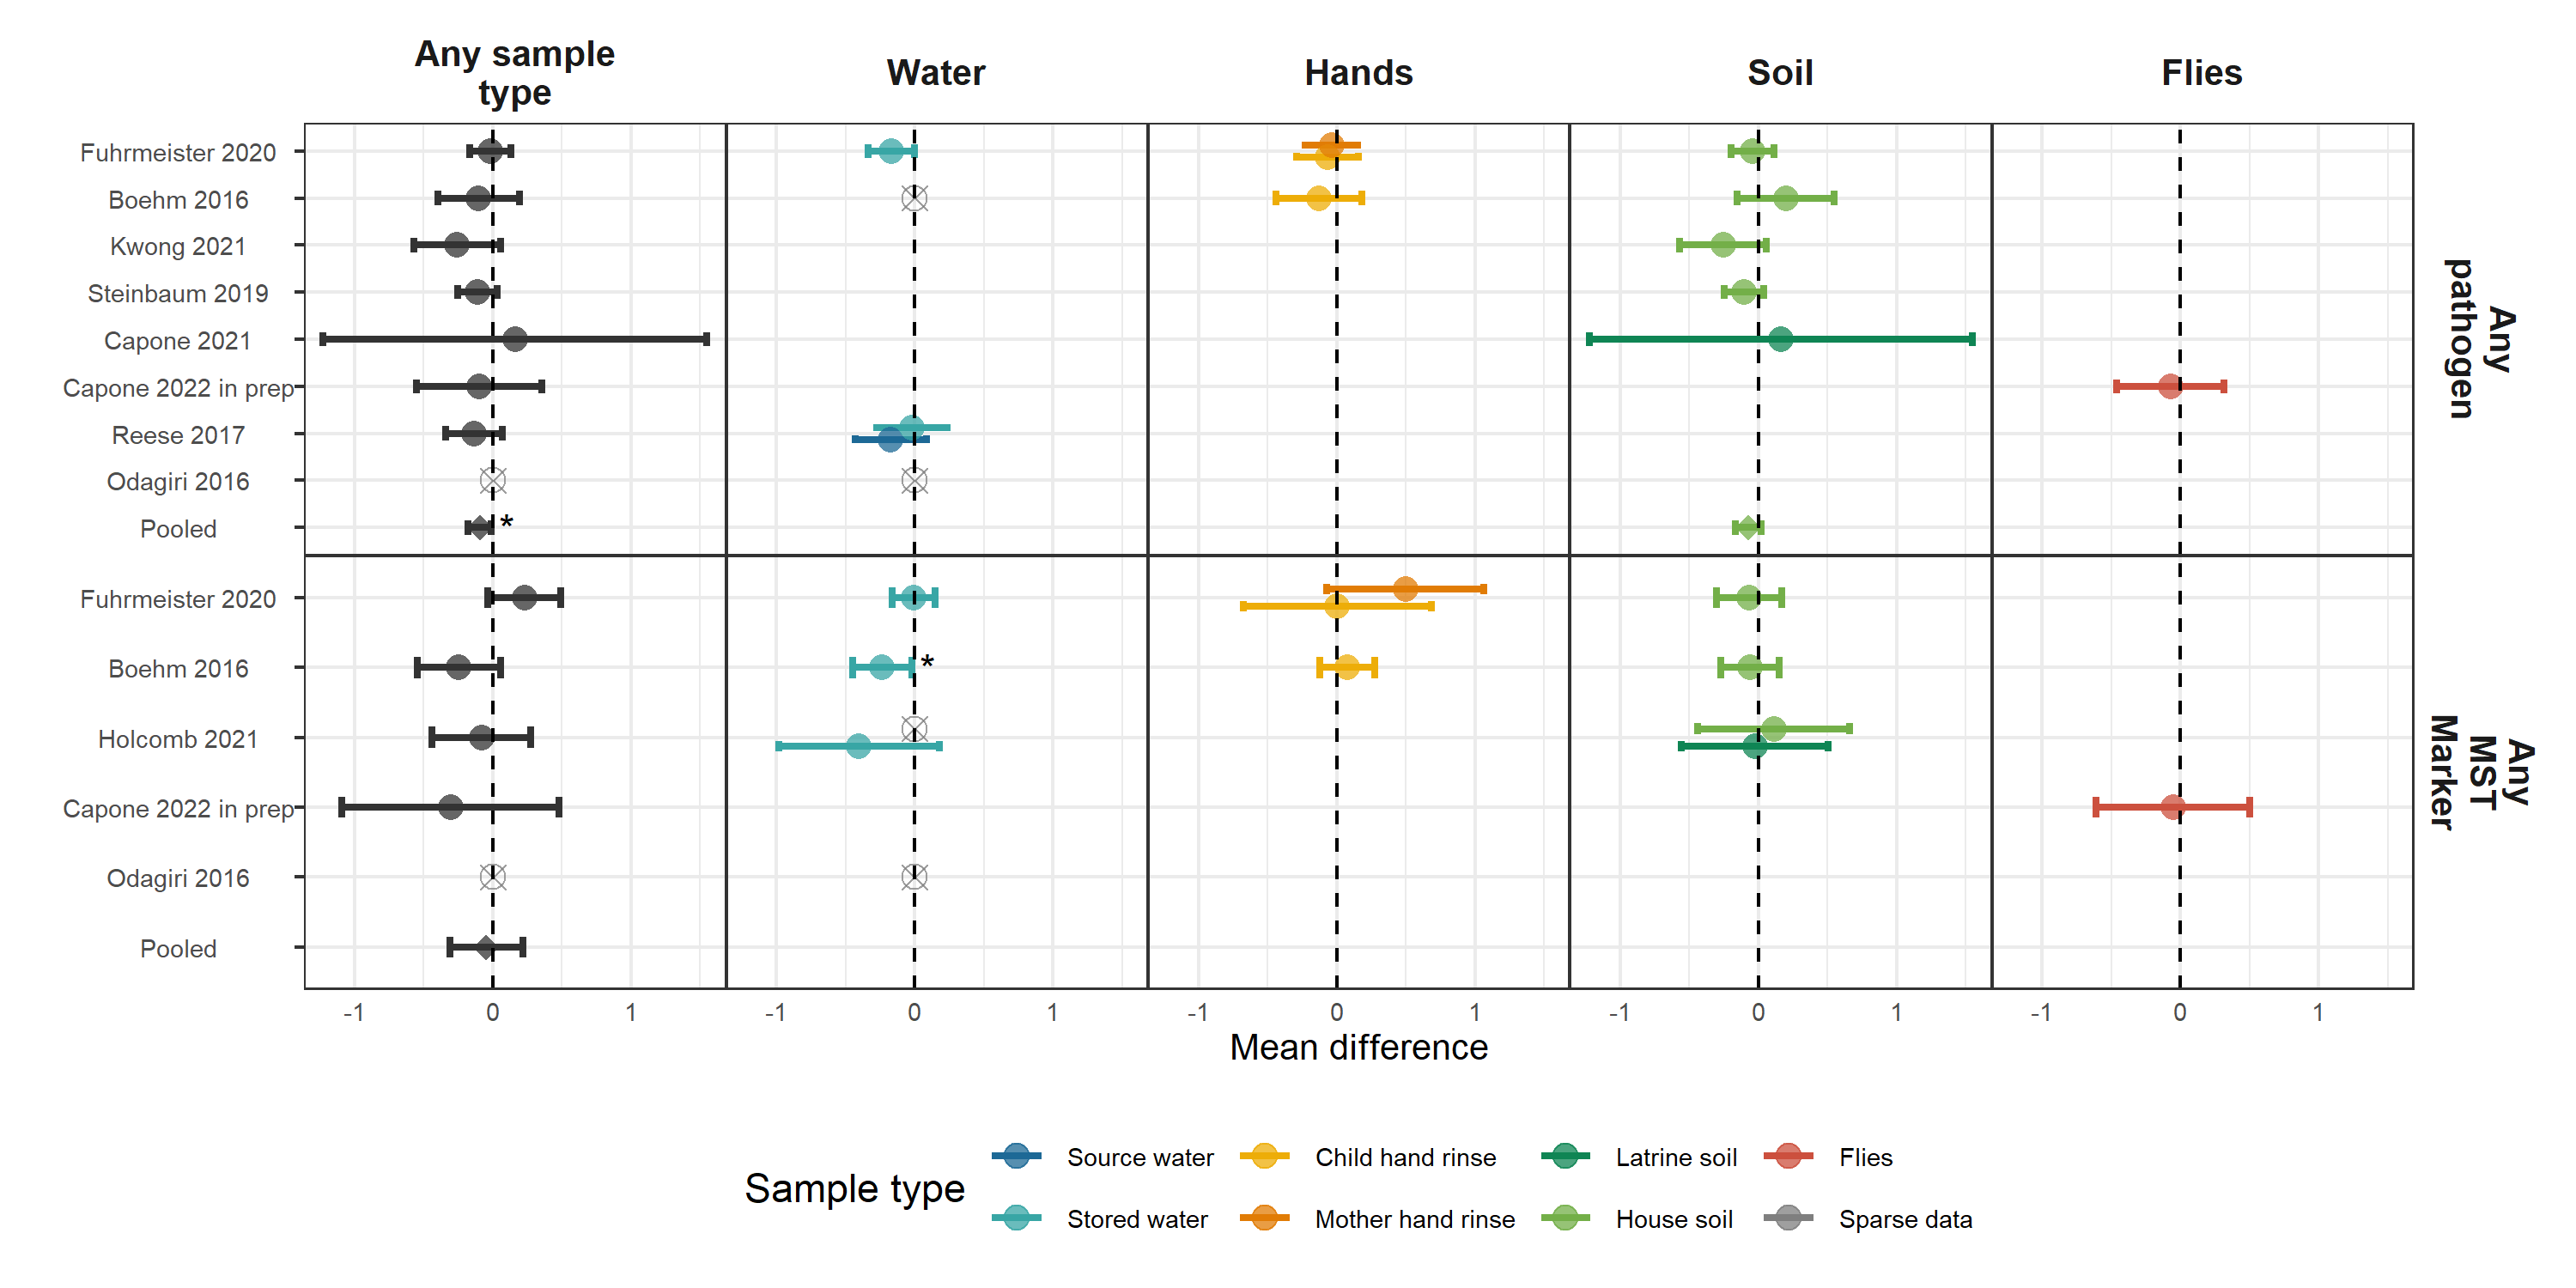 Any sample
type
Water
Hands
Soil
Flies
Fuhrmeister 2020
Boehm 2016
Kwong 2021
Steinbaum 2019
Capone 2021
Capone 2022 in prep
Reese 2017
Odagiri 2016
Pooled
*
Any
pathogen
Fuhrmeister 2020
Boehm 2016
*
Holcomb 2021
Capone 2022 in prep
Odagiri 2016
Pooled
Any
MST
Marker
-1 0 1
-1 0 1
-1 0 1
-1 0 1
-1 0 1
Mean difference
Sample type
Source water
Child hand rinse
Latrine soil
Flies
Stored water
Mother hand rinse
House soil
Sparse data